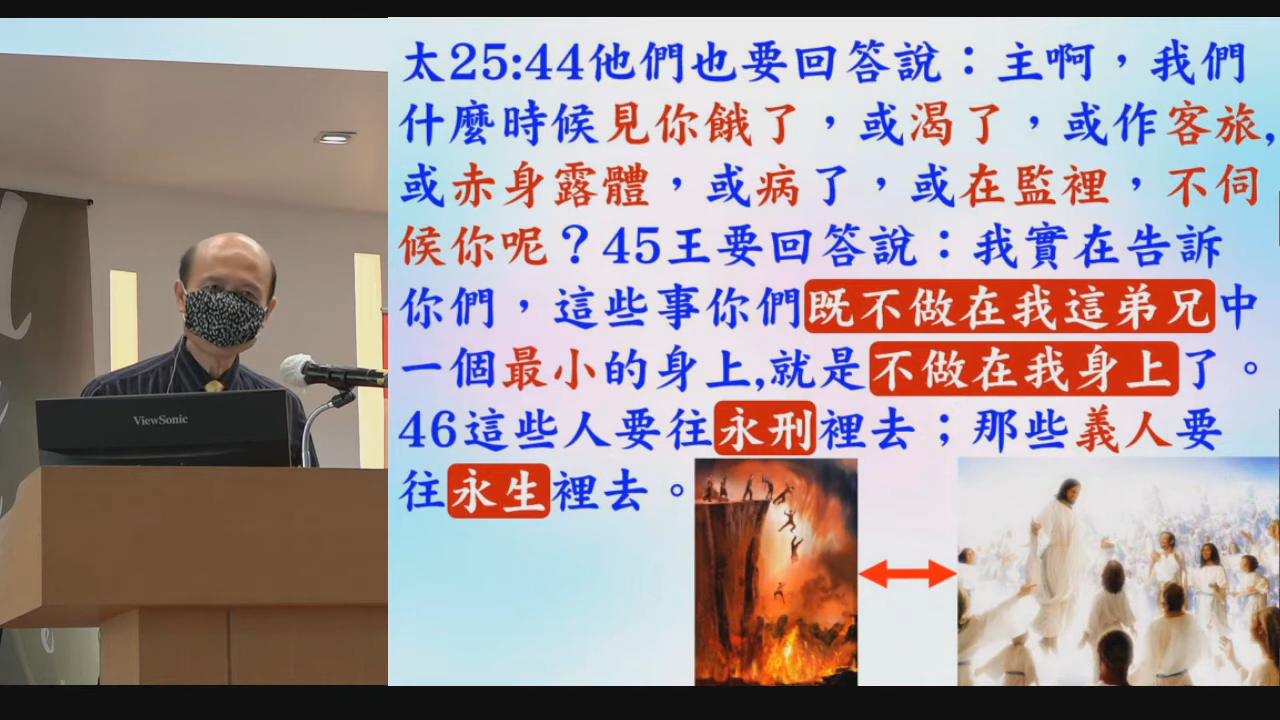 太25:44他們也要回答說：主啊，我們
什麼時候見你餓了，或渴了，或作客旅,
或赤身露體，或病了，或在監裡，不伺
候你呢？45王要回答說：我實在告訴
你們，這些事你們既不做在我這弟兄中
一個最小的身上,就是不做在我身上了。
46這些人要往永刑裡去；那些義人要
往永生裡去。
ViewSonic